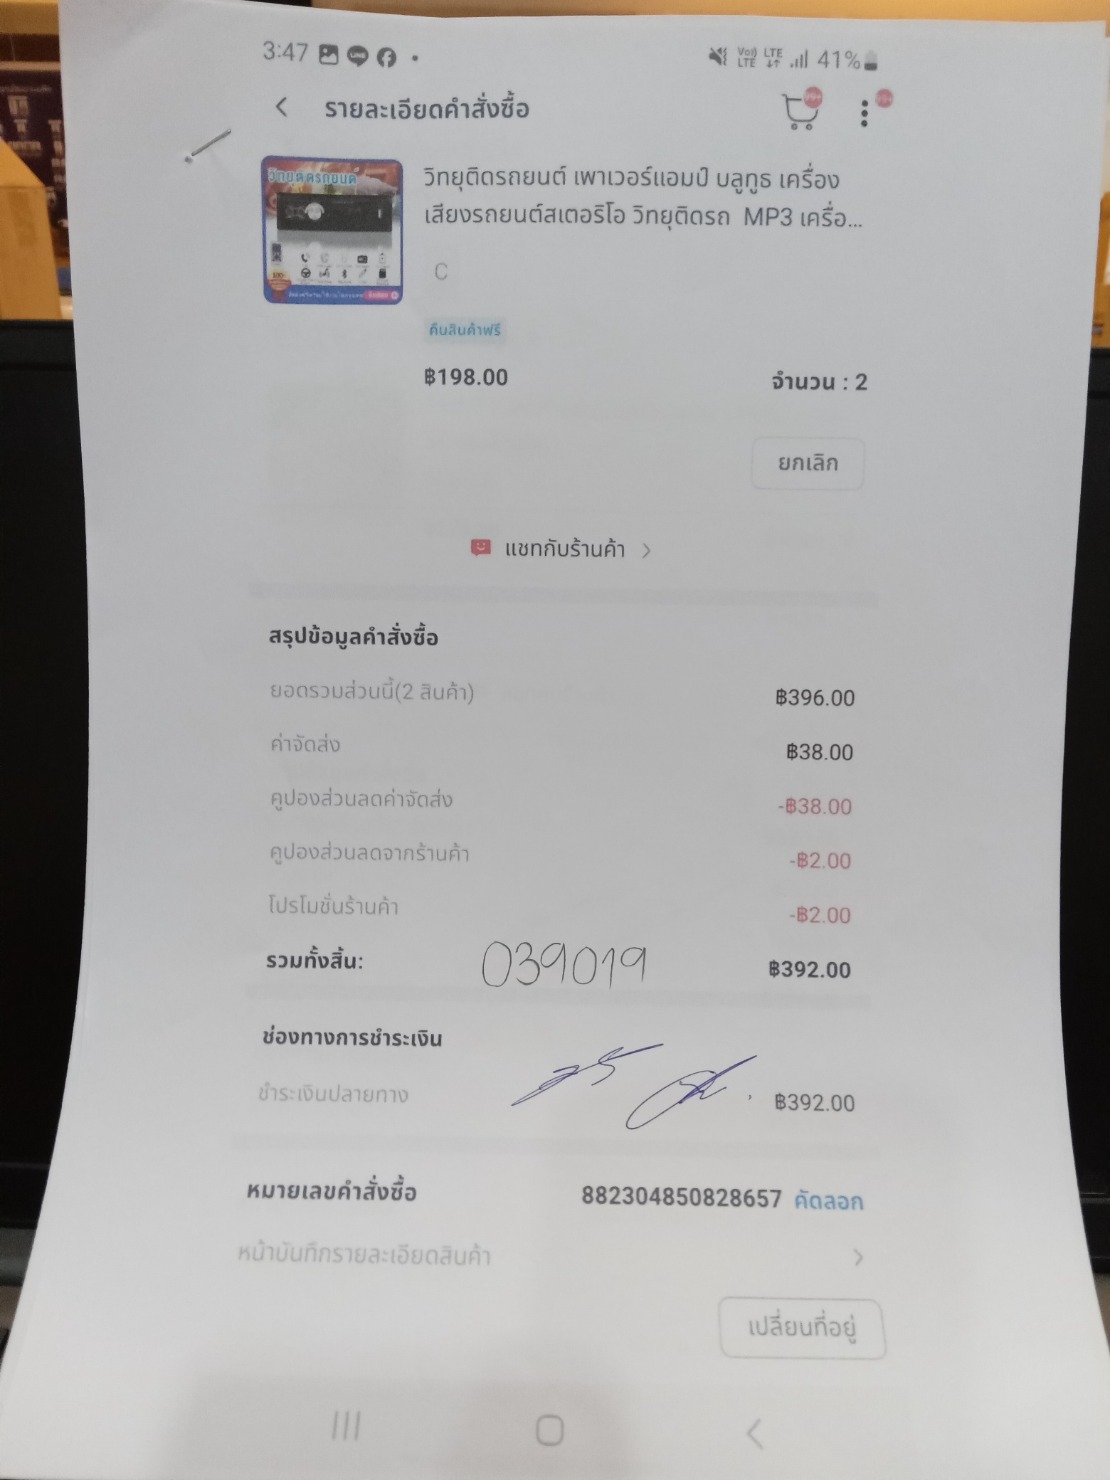 3:47
Vo) LTE LTE 41%
รายละเอียดคำสั่งซื้อ
วิทยุติดรถยนต์
วิทยุติดรถยนต์ เพาเวอร์แอมป์ บลูทูธ เครื่อง
เสียงรถยนต์สเตอริโอ วิทยุติดรถ MP3 เครื่อ...
C
คืนสินค้าฟรี
฿198.00 จำนวน : 2
ยกเลิก
แชทกับร้านค้า
สรุปข้อมูลคำสั่งซื้อ
ยอดรวมส่วนนี้(2 สินค้า) ฿396.00
ค่าจัดส่ง ฿38.00
คูปองส่วนลดค่าจัดส่ง -฿38.00
คูปองส่วนลดจากร้านค้า -฿2.00
โปรโมชั่นร้านค้า -฿2.00
รวมทั้งสิ้น: 039019 ฿392.00
ช่องทางการชำระเงิน
ชำระเงินปลายทาง ฿392.00
หมายเลขคำสั่งซื้อ 882304850828657 คัดลอก
หน้าบันทึกรายละเอียดสินค้า
เปลี่ยนที่อยู่